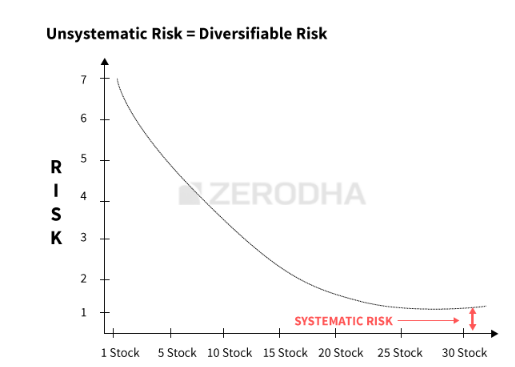 Unsystematic Risk = Diversifiable Risk
7
6
5
4
3
2
1
R
I
S
K
ZERODHA
SYSTEMATIC RISK
1 Stock 5 Stock 10 Stock 15 Stock 20 Stock 25 Stock 30 Stock